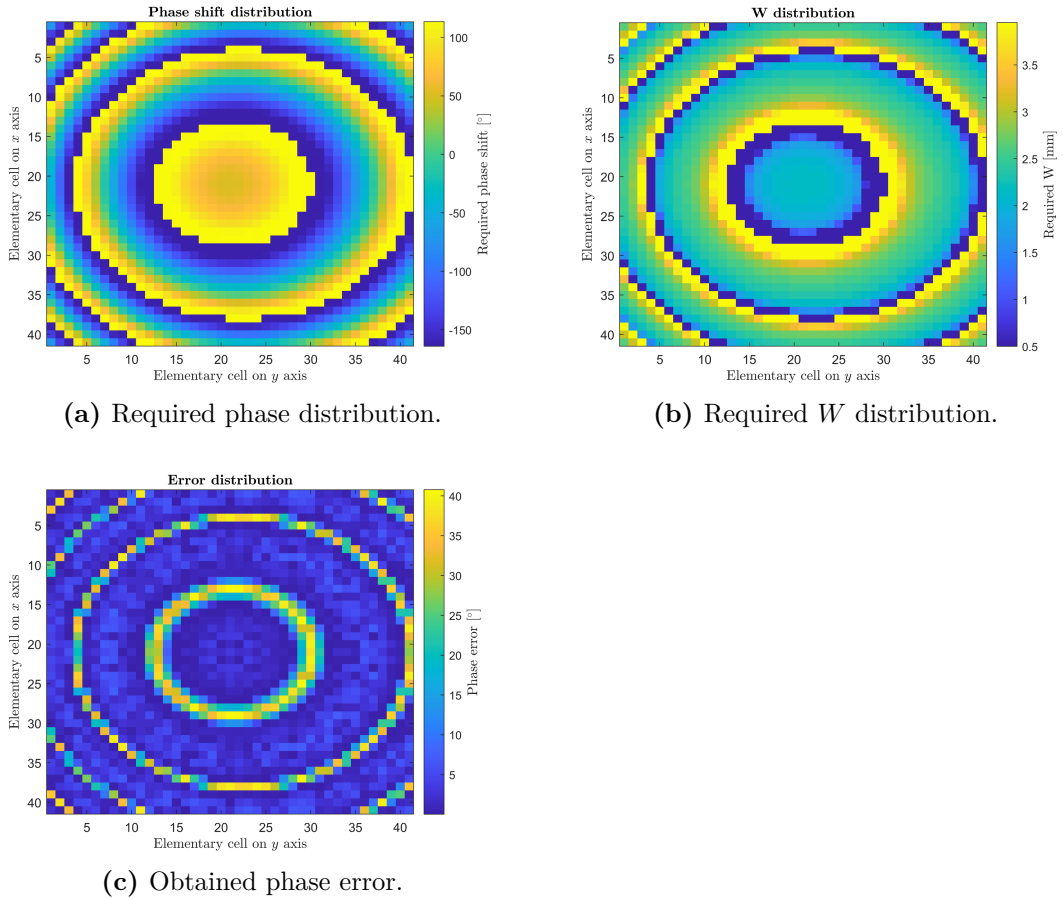 Phase shift distribution
100
50
0
-50
-100
-150
Required phase shift [°]
5
10
15
20
25
30
35
40
Elementary cell on x axis
5 10 15 20 25 30 35 40
Elementary cell on y axis
(a) Required phase distribution.
W distribution
3.5
3
2.5
2
1.5
1
0.5
Required W [mm]
5
10
15
20
25
30
35
40
Elementary cell on x axis
5 10 15 20 25 30 35 40
Elementary cell on y axis
(b) Required W distribution.
Error distribution
40
35
30
25
20
15
10
5
Phase error [°]
5
10
15
20
25
30
35
40
Elementary cell on x axis
5 10 15 20 25 30 35 40
Elementary cell on y axis
(c) Obtained phase error.